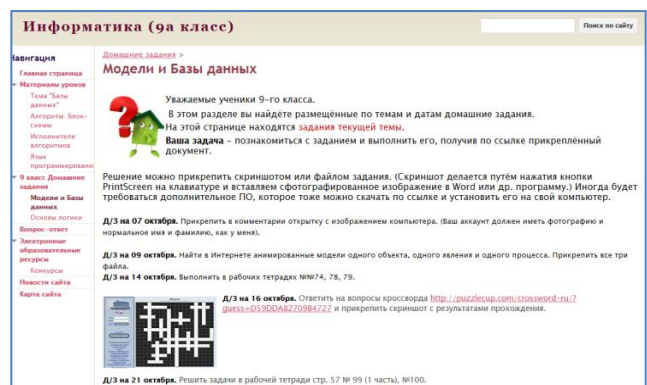 Информатика (9а класс)
Поиск по сайту
Навигация
Главная страница
Материалы уроков
Тема "Базы
данных"
Алгоритм. Блок-
схемы
Исполнители
алгоритмов
Язык
программировани
9 класс Домашние
задания
Модели и Базы
данных
Основы логики
Вопрос-ответ
Электронные
образовательные
ресурсы
Конкурсы
Новости сайта
Карта сайта
Домашние задания >
Модели и Базы данных
Уважаемые ученики 9-го класса.
В этом разделе вы найдёте размещённые по темам и датам домашние задания.
На этой странице находятся задания текущей темы.
Ваша задача – познакомиться с заданием и выполнить его, получив по ссылке прикреплённый
документ.
Решение можно прикрепить скриншотом или файлом задания. (Скриншот делается путём нажатия кнопки
PrintScreen на клавиатуре и вставляем сфотографированное изображение в Word или др. программу.) Иногда будет
требоваться дополнительное ПО, которое тоже можно скачать по ссылке и установить его на свой компьютер.
Д/З на 07 октября. Прикрепить в комментарии открытку с изображением компьютера. (Ваш аккаунт должен иметь фотографию и
нормальное имя и фамилию, как у меня).
Д/З на 09 октября. Найти в Интернете анимированные модели одного объекта, одного явления и одного процесса. Прикрепить все три
файла.
Д/З на 14 октября. Выполнить в рабочих тетрадях №№74, 78, 79.
Д/З на 16 октября. Ответить на вопросы кроссворда http://puzzlecup.com/crossword-ru/?
guess=D59DDA8270984727 и прикрепить скриншот с результатами прохождения.
Д/З на 21 октября. Решить задачи в рабочей тетради стр. 57 № 99 (1 часть), №100.